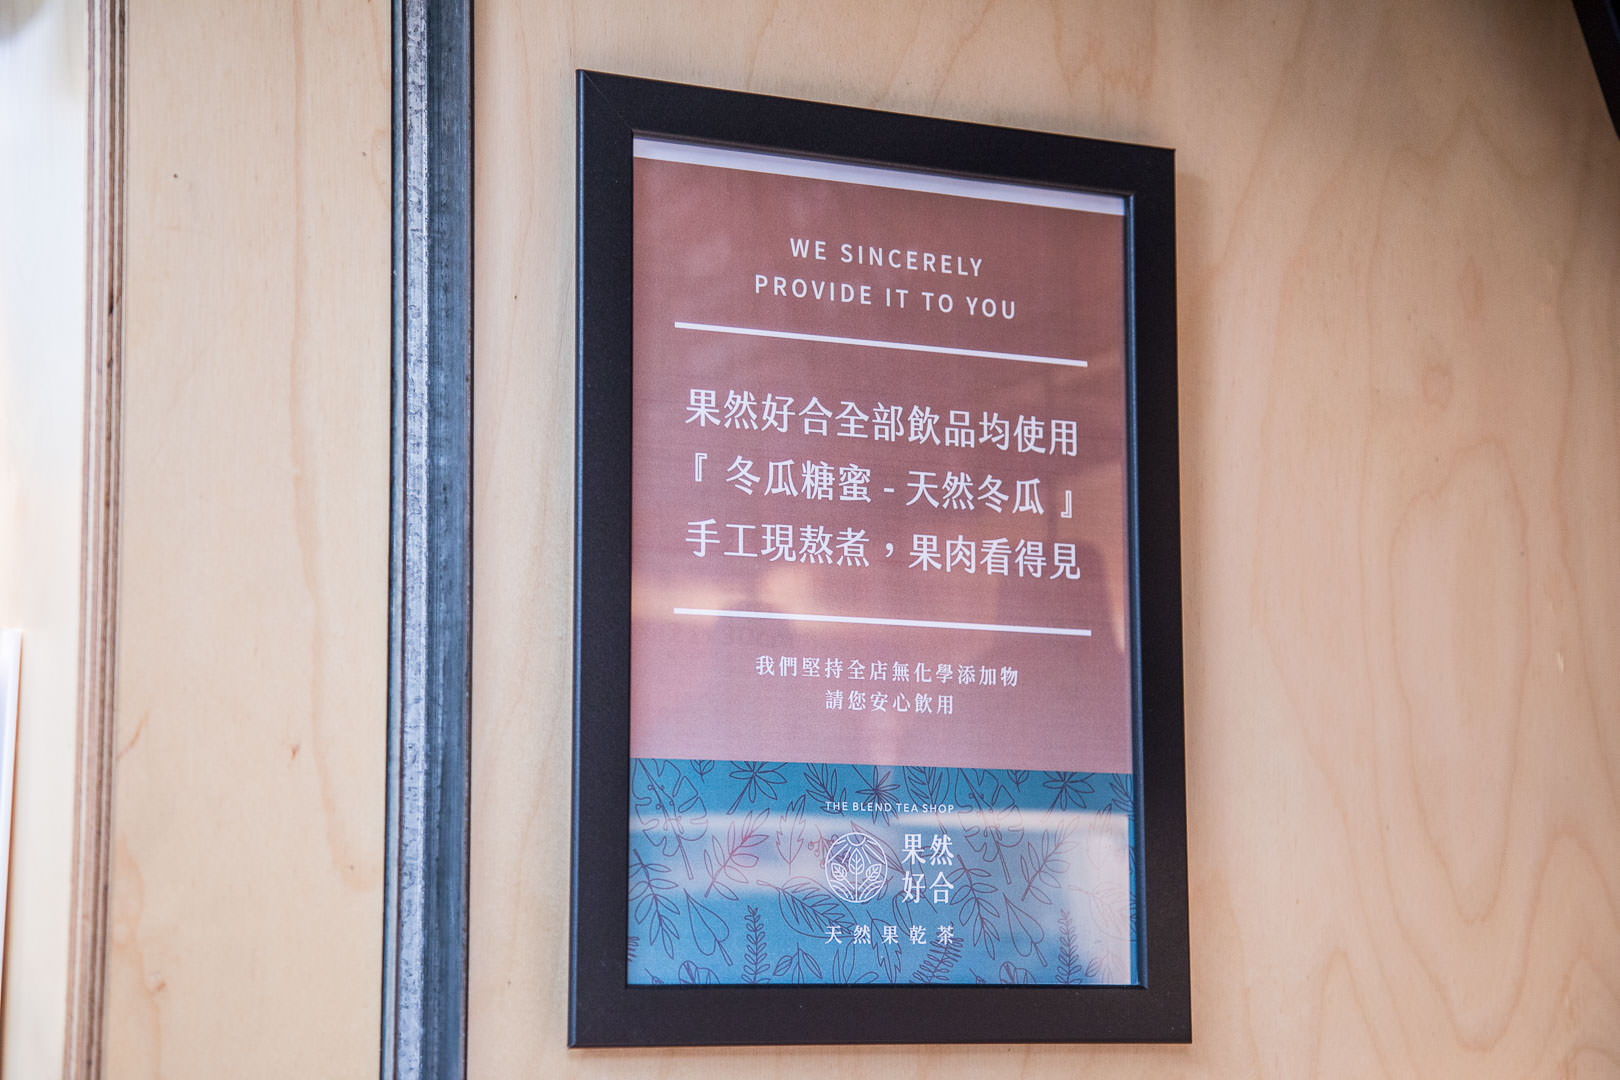 WE SINCERELY
PROVIDE IT TO YOU
果然好合全部飲品均使用
『 冬瓜糖蜜 - 天然冬瓜 』
手工現熬煮，果肉看得見
我們堅持全店無化學添加物
請您安心飲用
THE BLEND TEA SHOP
果然
好合
天然果乾茶